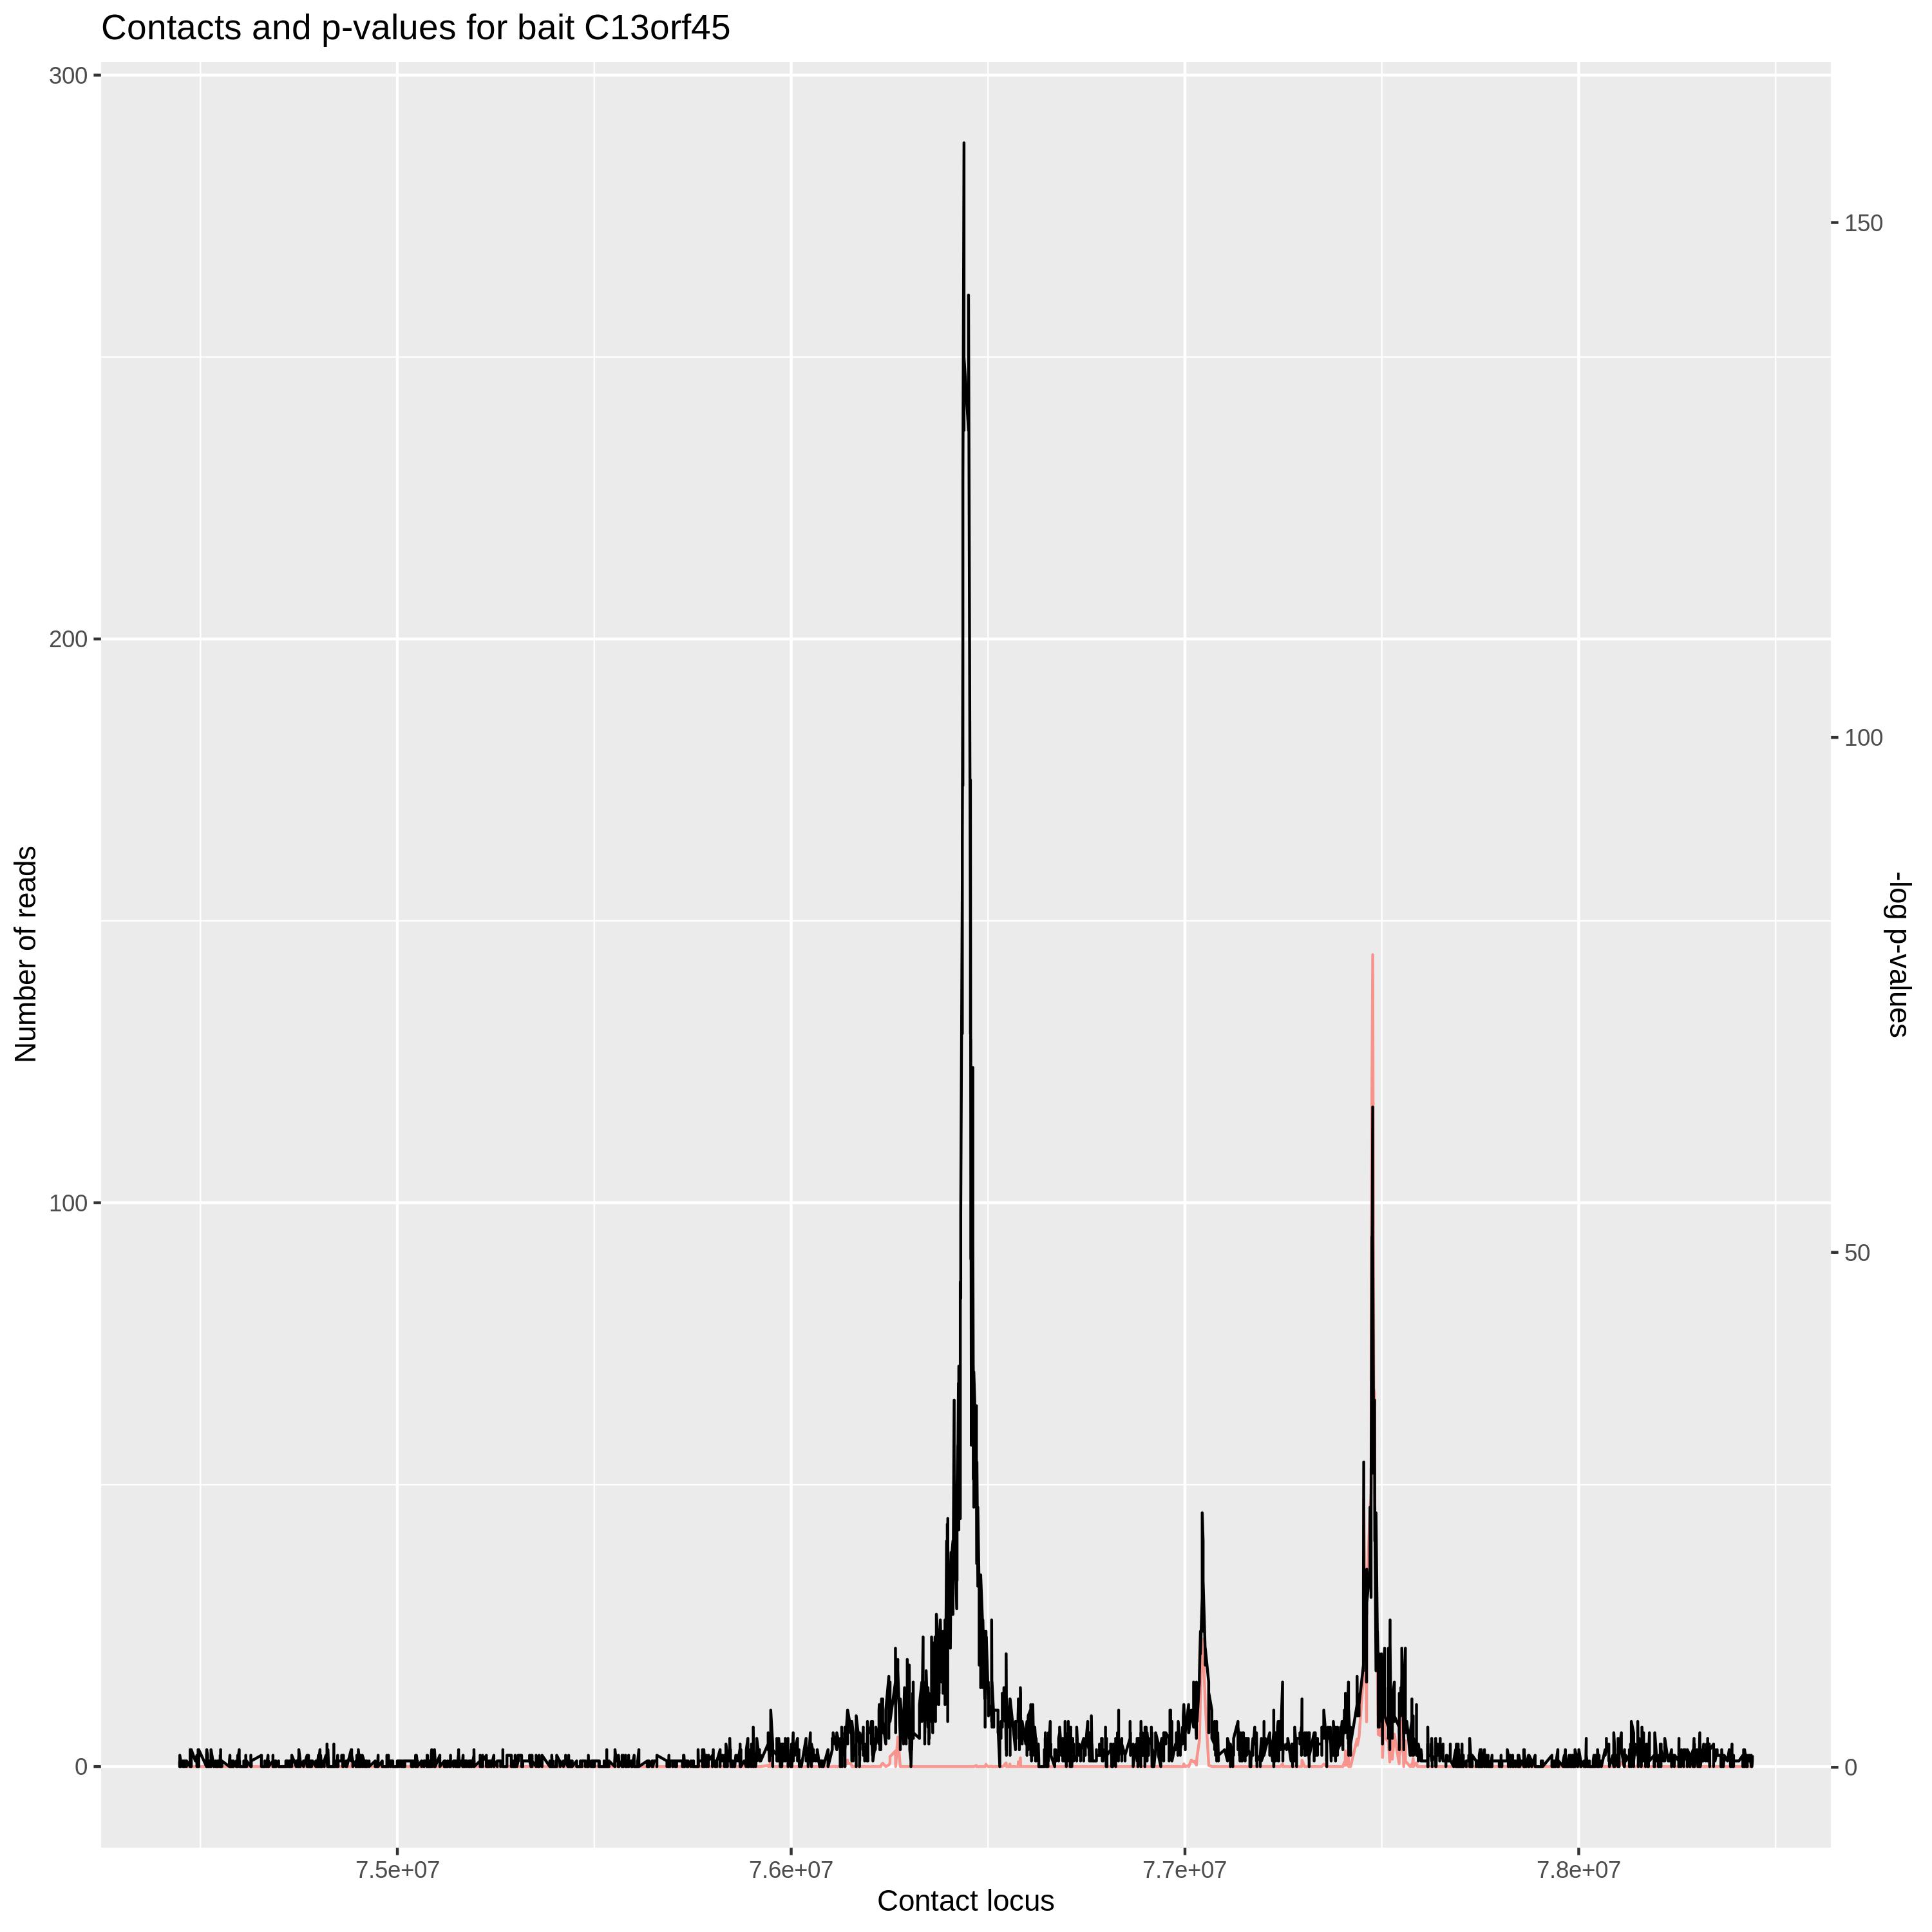 Contacts and p-values for bait C13orf45
300
200
100
0
Number of reads
150
100
50
0
-log p-values
7.5e+07
7.6e+07
7.7e+07
7.8e+07
Contact locus